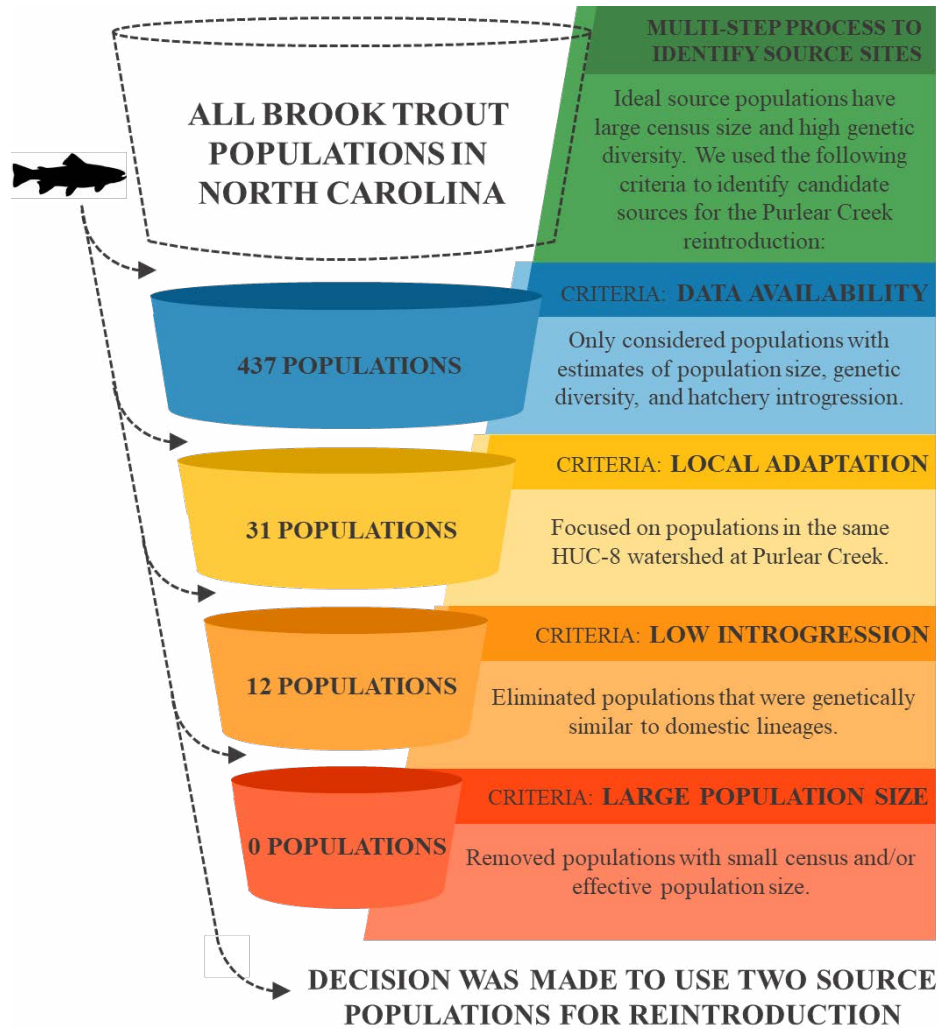 MULTI-STEP PROCESS TO
IDENTIFY SOURCE SITES
ALL BROOK TROUT
POPULATIONS IN
NORTH CAROLINA
Ideal source populations have
large census size and high genetic
diversity. We used the following
criteria to identify candidate
sources for the Purlear Creek
reintroduction:
CRITERIA: DATA AVAILABILITY
437 POPULATIONS
Only considered populations with
estimates of population size, genetic
diversity, and hatchery introgression.
CRITERIA: LOCAL ADAPTATION
31 POPULATIONS
Focused on populations in the same
HUC-8 watershed at Purlear Creek.
CRITERIA: LOW INTROGRESSION
12 POPULATIONS
Eliminated populations that were genetically
similar to domestic lineages.
CRITERIA: LARGE POPULATION SIZE
0 POPULATIONS
Removed populations with small census and/or
effective population size.
DECISION WAS MADE TO USE TWO SOURCE
POPULATIONS FOR REINTRODUCTION